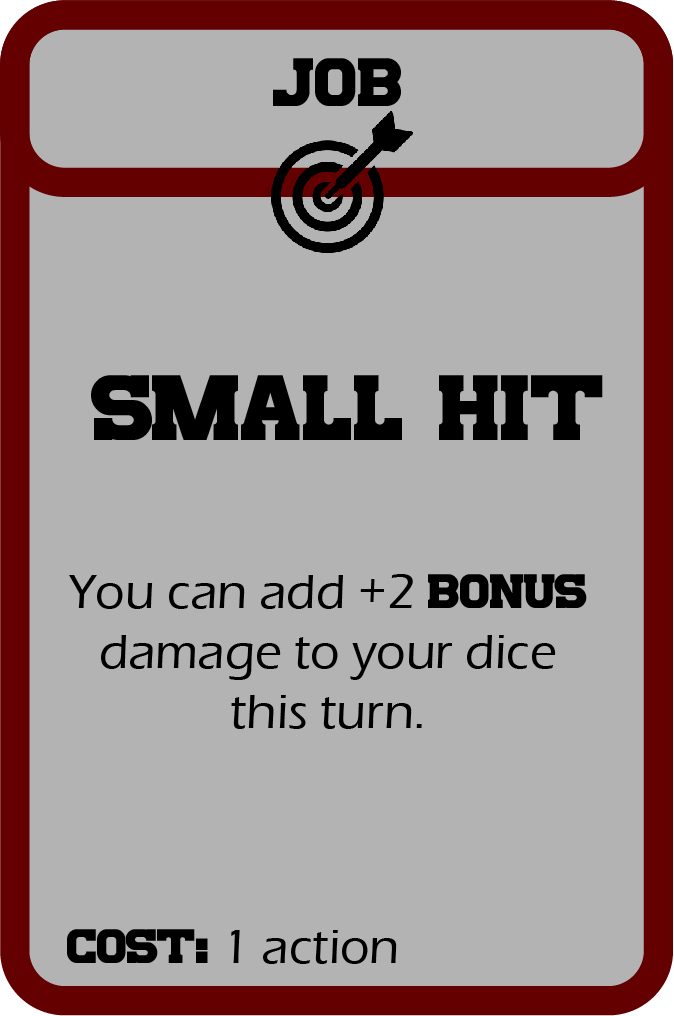 JOB
SMALL HIT
You can add +2 BONUS
damage to your dice
this turn.
COST: 1 action